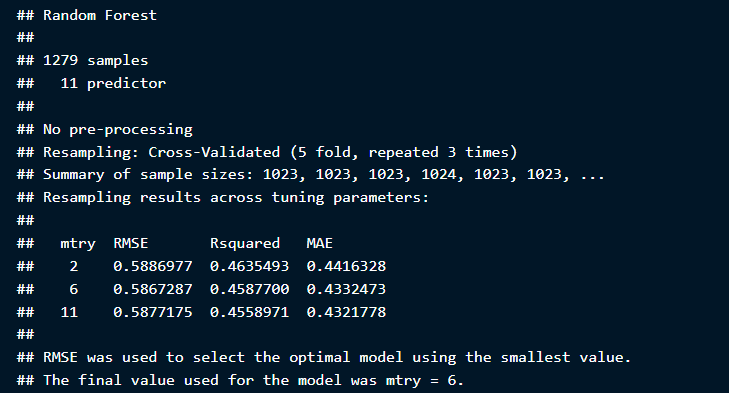 ## Random Forest
##
## 1279 samples
##   11 predictor
##
## No pre-processing
## Resampling: Cross-Validated (5 fold, repeated 3 times)
## Summary of sample sizes: 1023, 1023, 1023, 1024, 1023, 1023, ...
## Resampling results across tuning parameters:
##
##   mtry  RMSE       Rsquared   MAE
##    2    0.5886977  0.4635493  0.4416328
##    6    0.5867287  0.4587700  0.4332473
##   11    0.5877175  0.4558971  0.4321778
##
## RMSE was used to select the optimal model using the smallest value.
## The final value used for the model was mtry = 6.